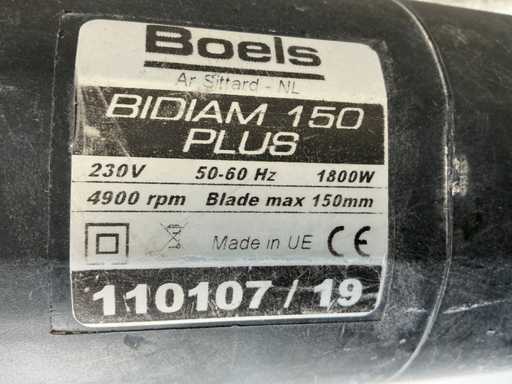 Boels
Ar Sittard - NL
BIDIAM 150
PLUS
230V 50-60 Hz 1800W
4900 rpm Blade max 150mm
Made in UE CE
110107 / 19